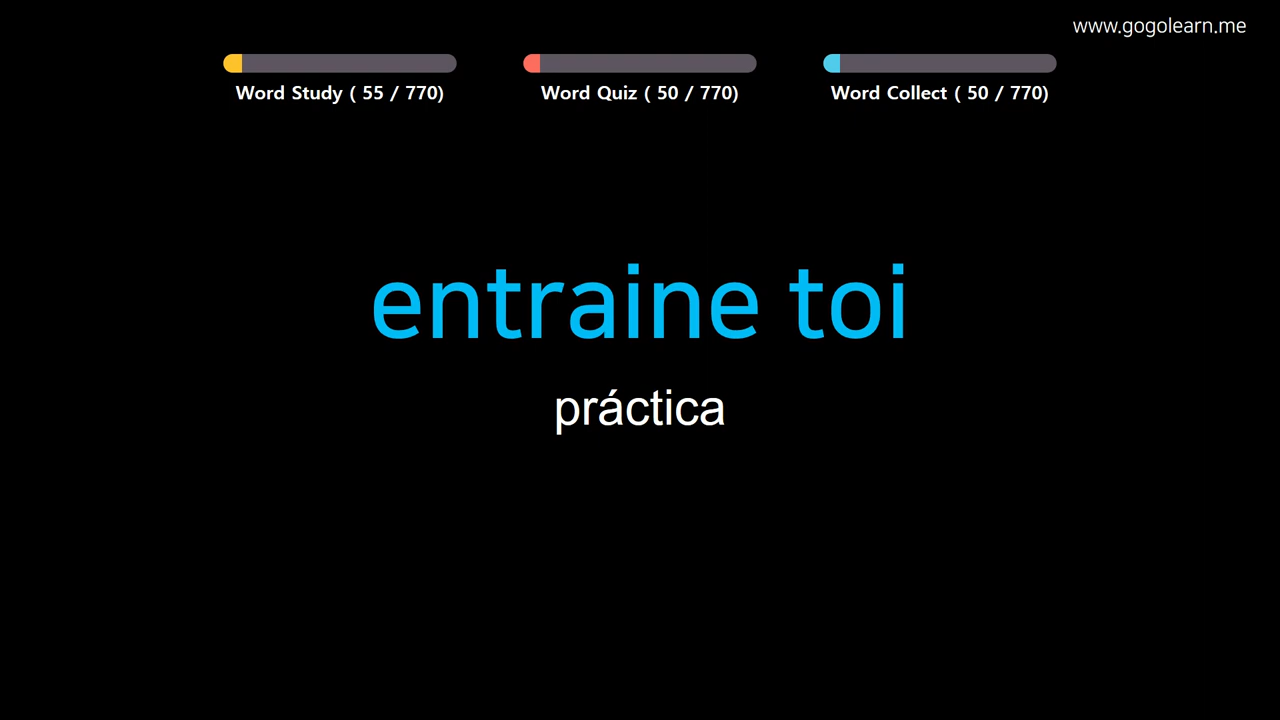 www.gogolearn.me
Word Study ( 55 / 770)
Word Quiz ( 50 / 770)
Word Collect ( 50 / 770)
entraine toi
práctica